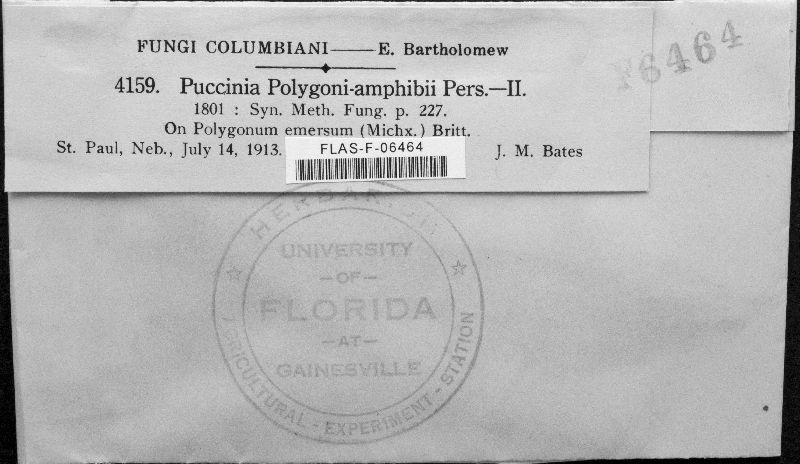 FUNGI COLUMBIANI——E. Bartholomew
4159. Puccinia Polygoni-amphibii Pers.—II.
1801 : Syn. Meth. Fung. p. 227.
On Polygonum emersum (Michx.) Britt.
St. Paul, Neb., July 14, 1913. J. M. Bates
FLAS-F-06464
F6464
HERBARIUM
UNIVERSITY
—OF—
FLORIDA
—AT—
GAINESVILLE
AGRICULTURAL - EXPERIMENT - STATION